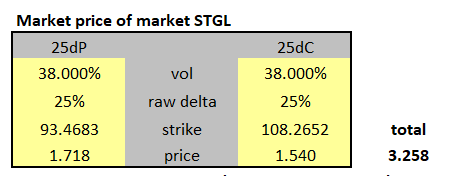 Market price of market STGL
25dP 25dC
38.000% vol 38.000%
25% raw delta 25%
93.4683 strike 108.2652 total
1.718 price 1.540 3.258